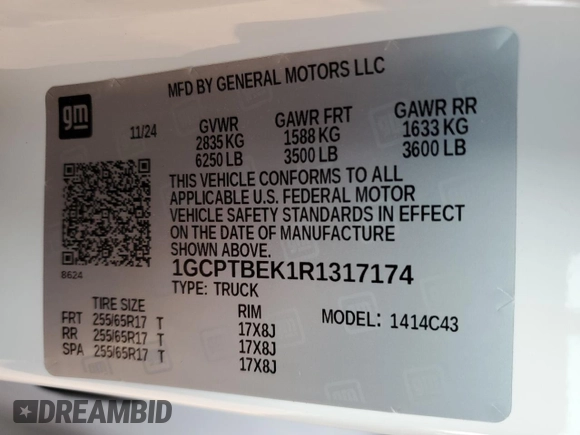 MFD BY GENERAL MOTORS LLC
gm
11/24
GVWR GAWR FRT GAWR RR
2835 KG 1588 KG 1633 KG
6250 LB 3500 LB 3600 LB
THIS VEHICLE CONFORMS TO ALL
APPLICABLE U.S. FEDERAL MOTOR
VEHICLE SAFETY STANDARDS IN EFFECT
ON THE DATE OF MANUFACTURE
SHOWN ABOVE.
B624
1GCPTBEK1R1317174
TYPE: TRUCK
TIRE SIZE RIM MODEL: 1414C43
FRT 255/65R17 T 17X8J
RR 255/65R17 T 17X8J
SPA 255/65R17 T 17X8J
DREAMBID